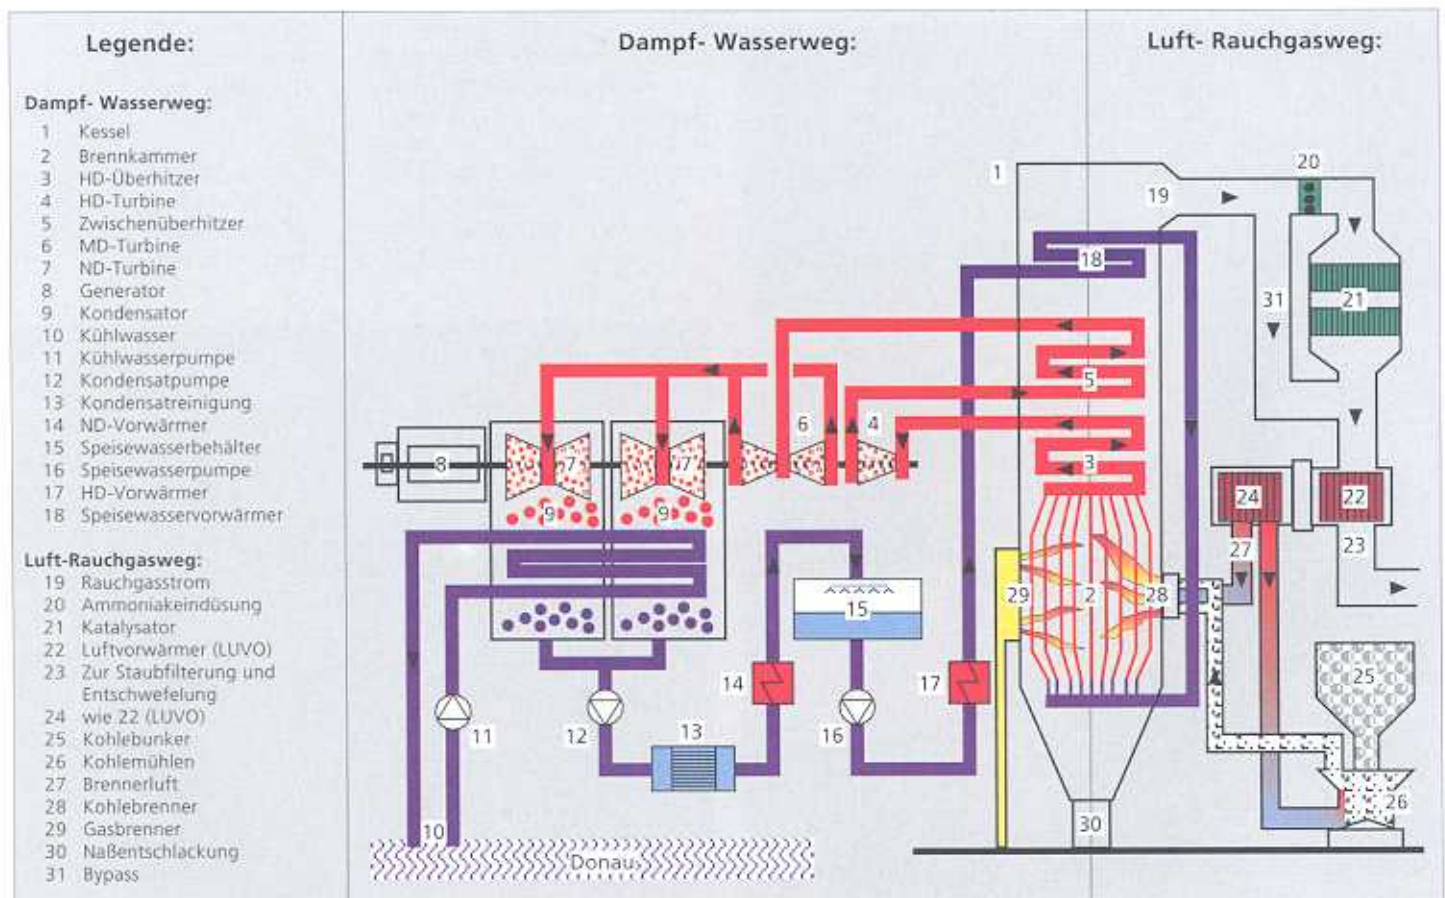 Legende:
Dampf- Wasserweg:
1 Kessel
2 Brennkammer
3 HD-Überhitzer
4 HD-Turbine
5 Zwischenüberhitzer
6 MD-Turbine
7 ND-Turbine
8 Generator
9 Kondensator
10 Kühlwasser
11 Kühlwasserpumpe
12 Kondensatpumpe
13 Kondensatreinigung
14 ND-Vorwärmer
15 Speisewasserbehälter
16 Speisewasserpumpe
17 HD-Vorwärmer
18 Speisewasservorwärmer
Luft-Rauchgasweg:
19 Rauchgasstrom
20 Ammoniakeindüsung
21 Katalysator
22 Luftvorwärmer (LUVO)
23 Zur Staubfilterung und
Entschwefelung
24 wie 22 (LUVO)
25 Kohlebunker
26 Kohlemühlen
27 Brennerluft
28 Kohlebrenner
29 Gasbrenner
30 Naßentschlackung
31 Bypass
Dampf- Wasserweg:
Luft- Rauchgasweg:
20
1
19
18
31
21
5
6
4
8
7
7
3
24
22
9
9
27
23
29
2
28
15
14
17
25
11
12
13
16
26
10
30
Donau